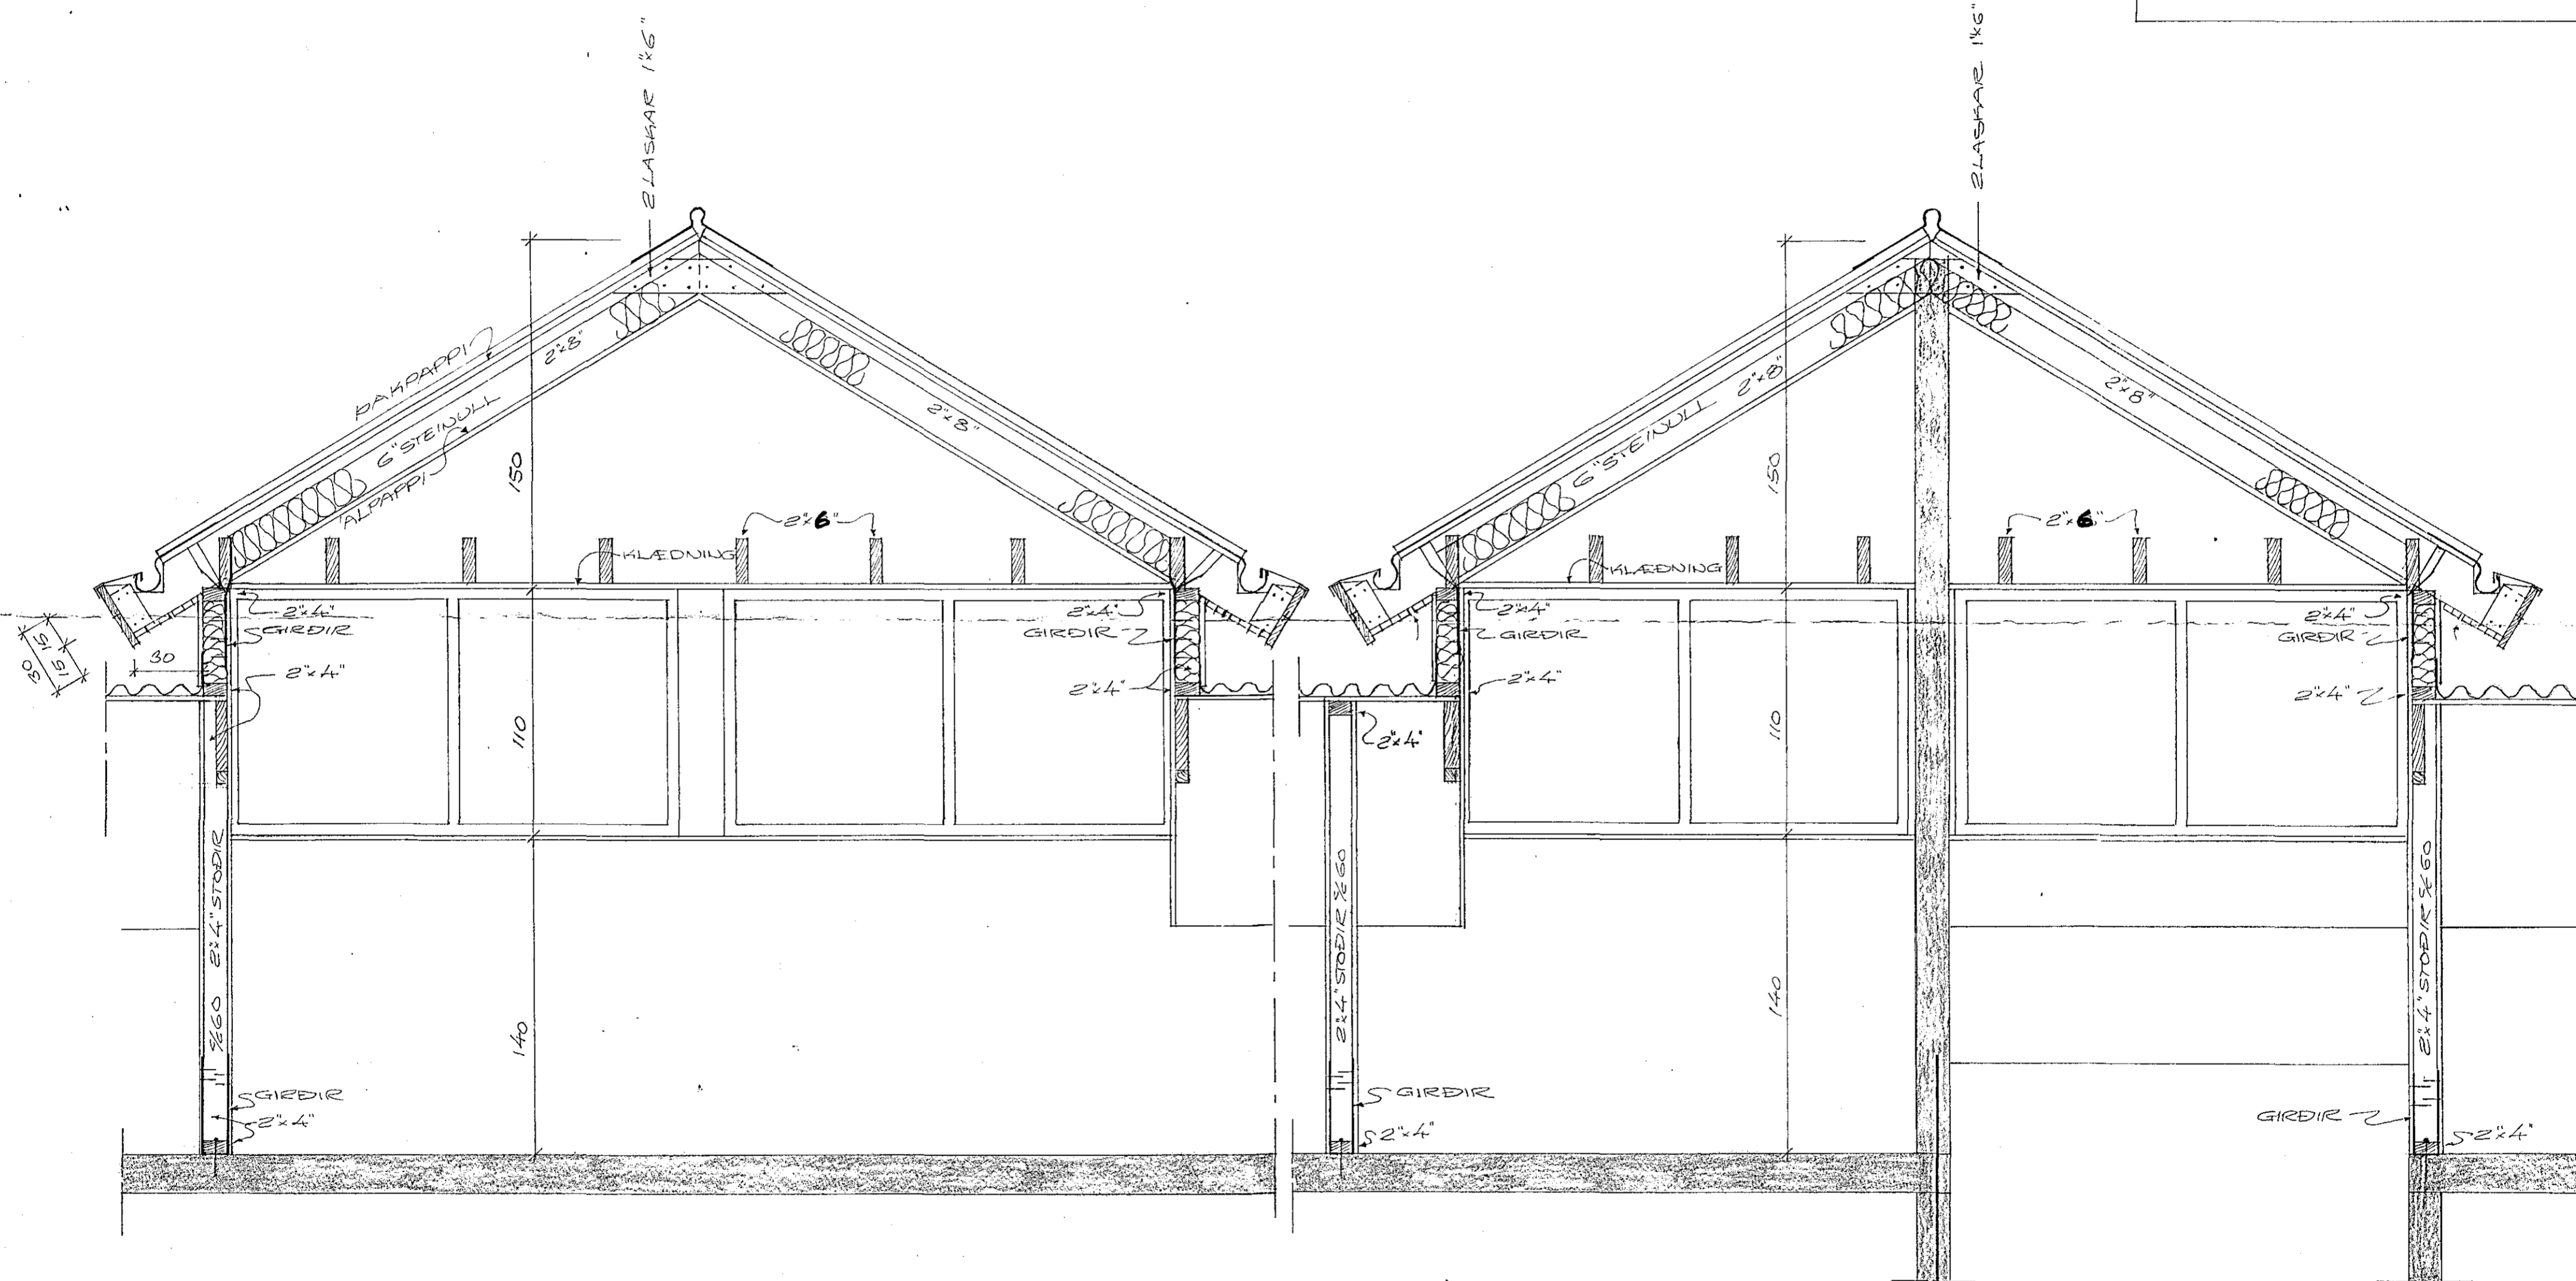 2 LASKAR 1"x6"
2 LASKAR 1"x6"
ÞAKPAPPI
2"x8"
6" STEINULL
ALPAPPI
150
2"x8"
2"x6"
KLÆDNING
2"x4"
GIRÐIR
2"x4"
2"x4"
GIRÐIR
2"x4"
15
15
30
30
110
2"x4" STOÐIR
c/c 60
140
GIRÐIR
2"x4"
2"x8"
6" STEINULL
150
2"x8"
2"x6"
KLÆÐNING
2"x4"
GIRÐIR
2"x4"
2"x4"
2"x4"
GIRÐIR
2"x4"
110
2"x4" STOÐIR c/c 60
140
GIRÐIR
2"x4"
2"x4" STOÐIR c/c 60
GIRÐIR
2"x4"